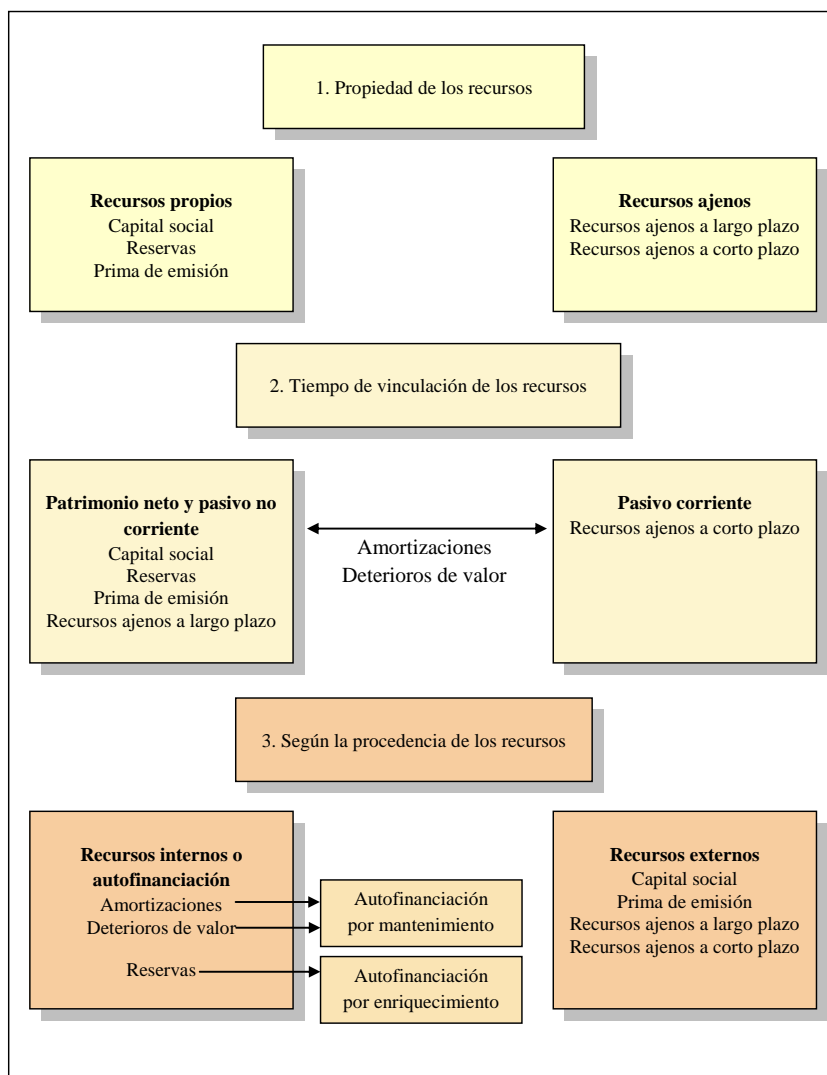 1. Propiedad de los recursos
Recursos propios
Capital social
Reservas
Prima de emisión
Recursos ajenos
Recursos ajenos a largo plazo
Recursos ajenos a corto plazo
2. Tiempo de vinculación de los recursos
Patrimonio neto y pasivo no
corriente
Capital social
Reservas
Prima de emisión
Recursos ajenos a largo plazo
Amortizaciones
Deterioros de valor
Pasivo corriente
Recursos ajenos a corto plazo
3. Según la procedencia de los recursos
Recursos internos o
autofinanciación
Amortizaciones
Deterioros de valor
Reservas
Autofinanciación
por mantenimiento
Autofinanciación
por enriquecimiento
Recursos externos
Capital social
Prima de emisión
Recursos ajenos a largo plazo
Recursos ajenos a corto plazo